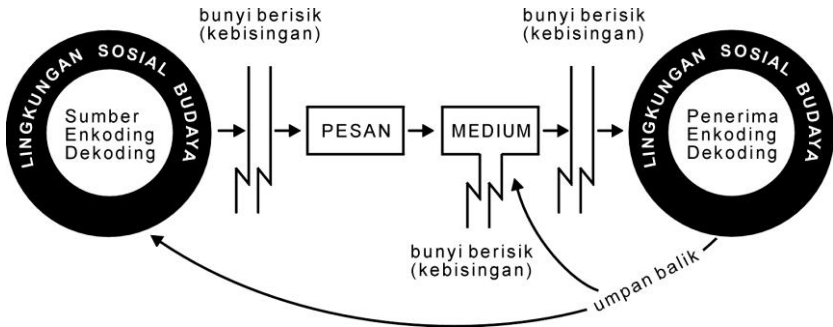 bunyi berisik
(kebisingan)
bunyi berisik
(kebisingan)
LINGKUNGAN SOSIAL BUDAYA
Sumber
Enkoding
Dekoding
PESAN
MEDIUM
LINGKUNGAN SOSIAL BUDAYA
Penerima
Enkoding
Dekoding
bunyi berisik
(kebisingan)
umpan balik